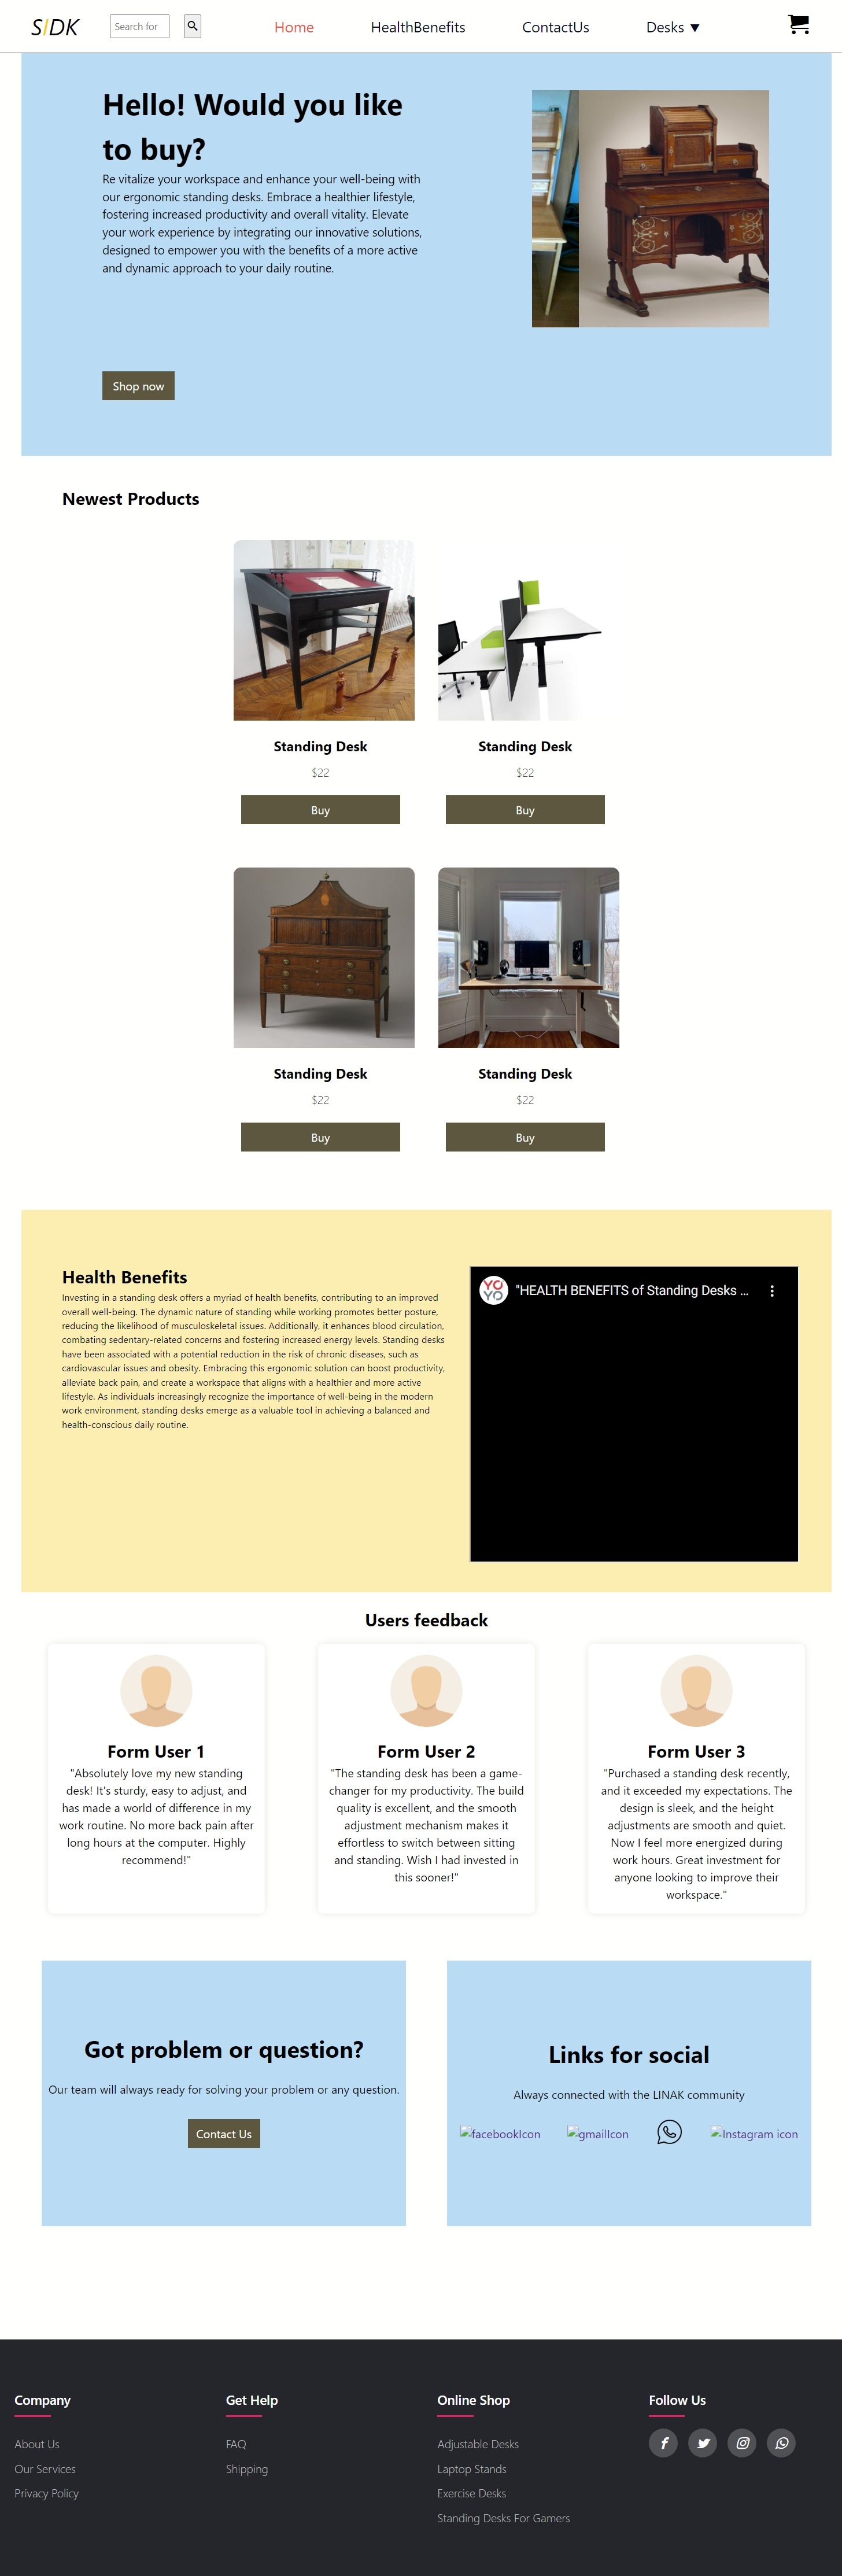 SIDK
Search for
Home
HealthBenefits
ContactUs
Desks ▼
Hello! Would you like
to buy?
Re vitalize your workspace and enhance your well-being with
our ergonomic standing desks. Embrace a healthier lifestyle,
fostering increased productivity and overall vitality. Elevate
your work experience by integrating our innovative solutions,
designed to empower you with the benefits of a more active
and dynamic approach to your daily routine.
Shop now
Newest Products
Standing Desk
$22
Buy
Standing Desk
$22
Buy
Standing Desk
$22
Buy
Standing Desk
$22
Buy
Health Benefits
Investing in a standing desk offers a myriad of health benefits, contributing to an improved
overall well-being. The dynamic nature of standing while working promotes better posture,
reducing the likelihood of musculoskeletal issues. Additionally, it enhances blood circulation,
combating sedentary-related concerns and fostering increased energy levels. Standing desks
have been associated with a potential reduction in the risk of chronic diseases, such as
cardiovascular issues and obesity. Embracing this ergonomic solution can boost productivity,
alleviate back pain, and create a workspace that aligns with a healthier and more active
lifestyle. As individuals increasingly recognize the importance of well-being in the modern
work environment, standing desks emerge as a valuable tool in achieving a balanced and
health-conscious daily routine.
YO
YO
"HEALTH BENEFITS of Standing Desks ...
Users feedback
Form User 1
"Absolutely love my new standing
desk! It's sturdy, easy to adjust, and
has made a world of difference in my
work routine. No more back pain after
long hours at the computer. Highly
recommend!"
Form User 2
"The standing desk has been a game-
changer for my productivity. The build
quality is excellent, and the smooth
adjustment mechanism makes it
effortless to switch between sitting
and standing. Wish I had invested in
this sooner!"
Form User 3
"Purchased a standing desk recently,
and it exceeded my expectations. The
design is sleek, and the height
adjustments are smooth and quiet.
Now I feel more energized during
work hours. Great investment for
anyone looking to improve their
workspace."
Got problem or question?
Our team will always ready for solving your problem or any question.
Contact Us
Links for social
Always connected with the LINAK community
facebookIcon
gmailIcon
Instagram icon
Company
About Us
Our Services
Privacy Policy
Get Help
FAQ
Shipping
Online Shop
Adjustable Desks
Laptop Stands
Exercise Desks
Standing Desks For Gamers
Follow Us